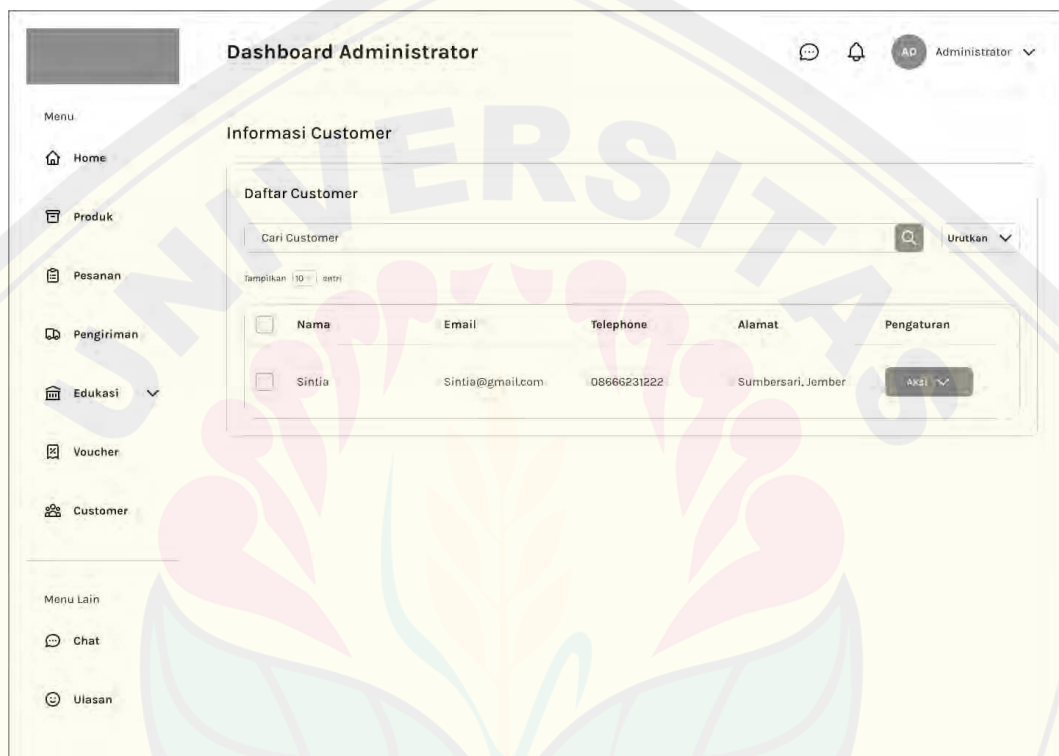 Dashboard Administrator
AD Administrator
Menu
Home
Produk
Pesanan
Pengiriman
Edukasi
Voucher
Customer
Menu Lain
Chat
Ulasan
Informasi Customer
Daftar Customer
Cari Customer
Urutkan
Tampilkan 10 entri
Nama Email Telephone Alamat Pengaturan
Sintia Sintia@gmail.com 08666231222 Sumbersari, Jember Aksi
UNIVERSITAS